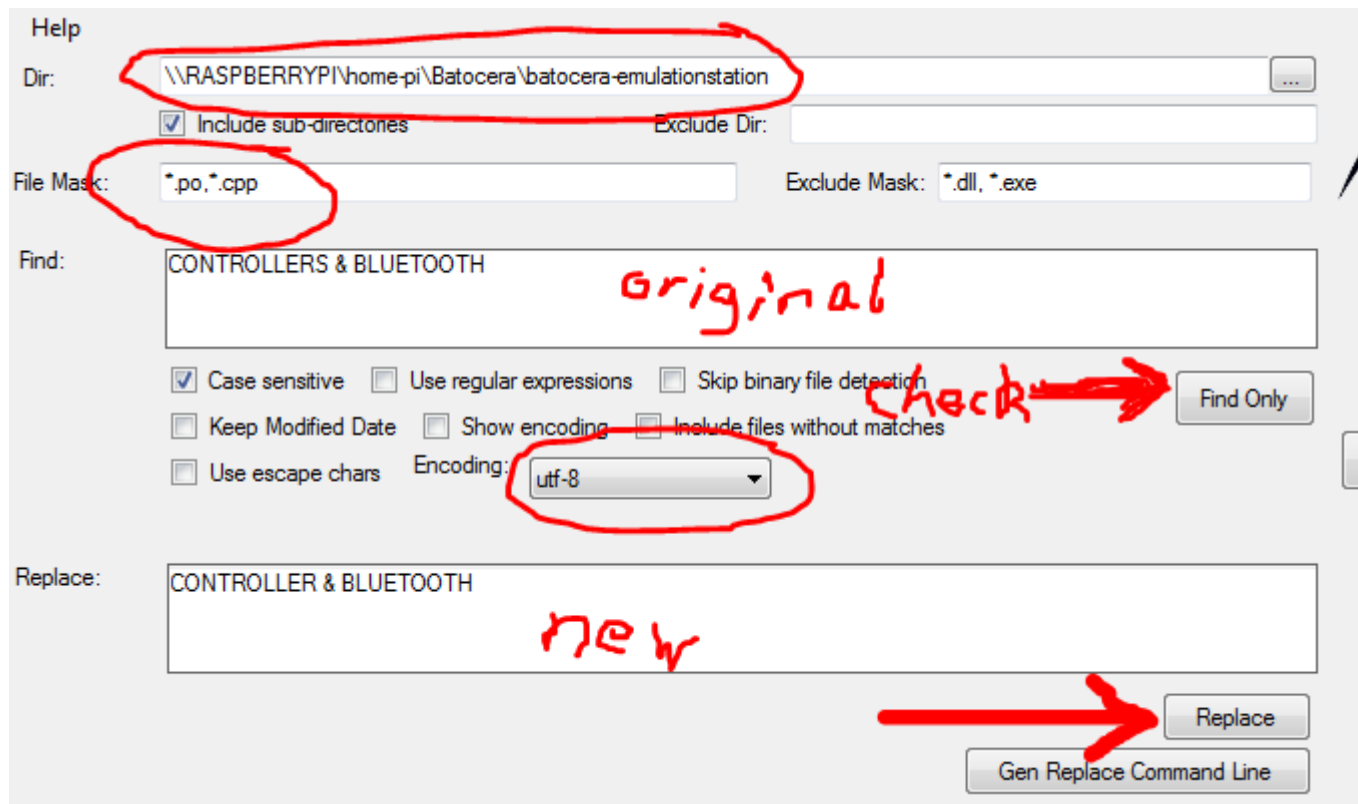 Help
Dir: \\RASPBERRYPI\home-pi\Batocera\batocera-emulationstation ...
Include sub-directories Exclude Dir:
File Mask: *.po,*.cpp Exclude Mask: *.dll, *.exe
Find: CONTROLLERS & BLUETOOTH
original
Case sensitive Use regular expressions Skip binary file detection
check Find Only
Keep Modified Date Show encoding Include files without matches
Use escape chars Encoding: utf-8
Replace: CONTROLLER & BLUETOOTH
new
Replace
Gen Replace Command Line